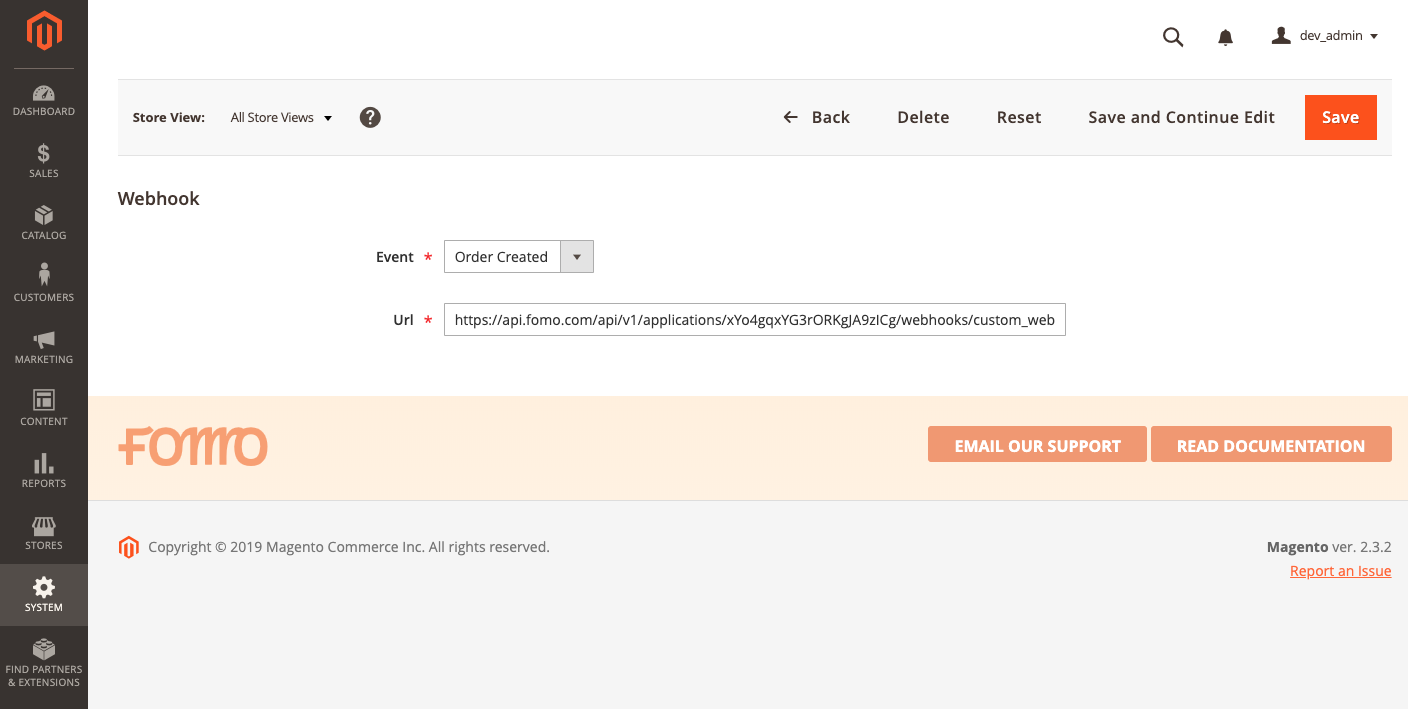 dev_admin
Store View: All Store Views ?
← Back Delete Reset Save and Continue Edit Save
Webhook
Event * Order Created
Url * https://api.fomo.com/api/v1/applications/xYo4gqxYG3rORKgJA9zICg/webhooks/custom_web
FOMO EMAIL OUR SUPPORT READ DOCUMENTATION
Copyright © 2019 Magento Commerce Inc. All rights reserved. Magento ver. 2.3.2
Report an Issue
DASHBOARD
$
SALES
CATALOG
CUSTOMERS
MARKETING
CONTENT
REPORTS
STORES
SYSTEM
FIND PARTNERS
& EXTENSIONS